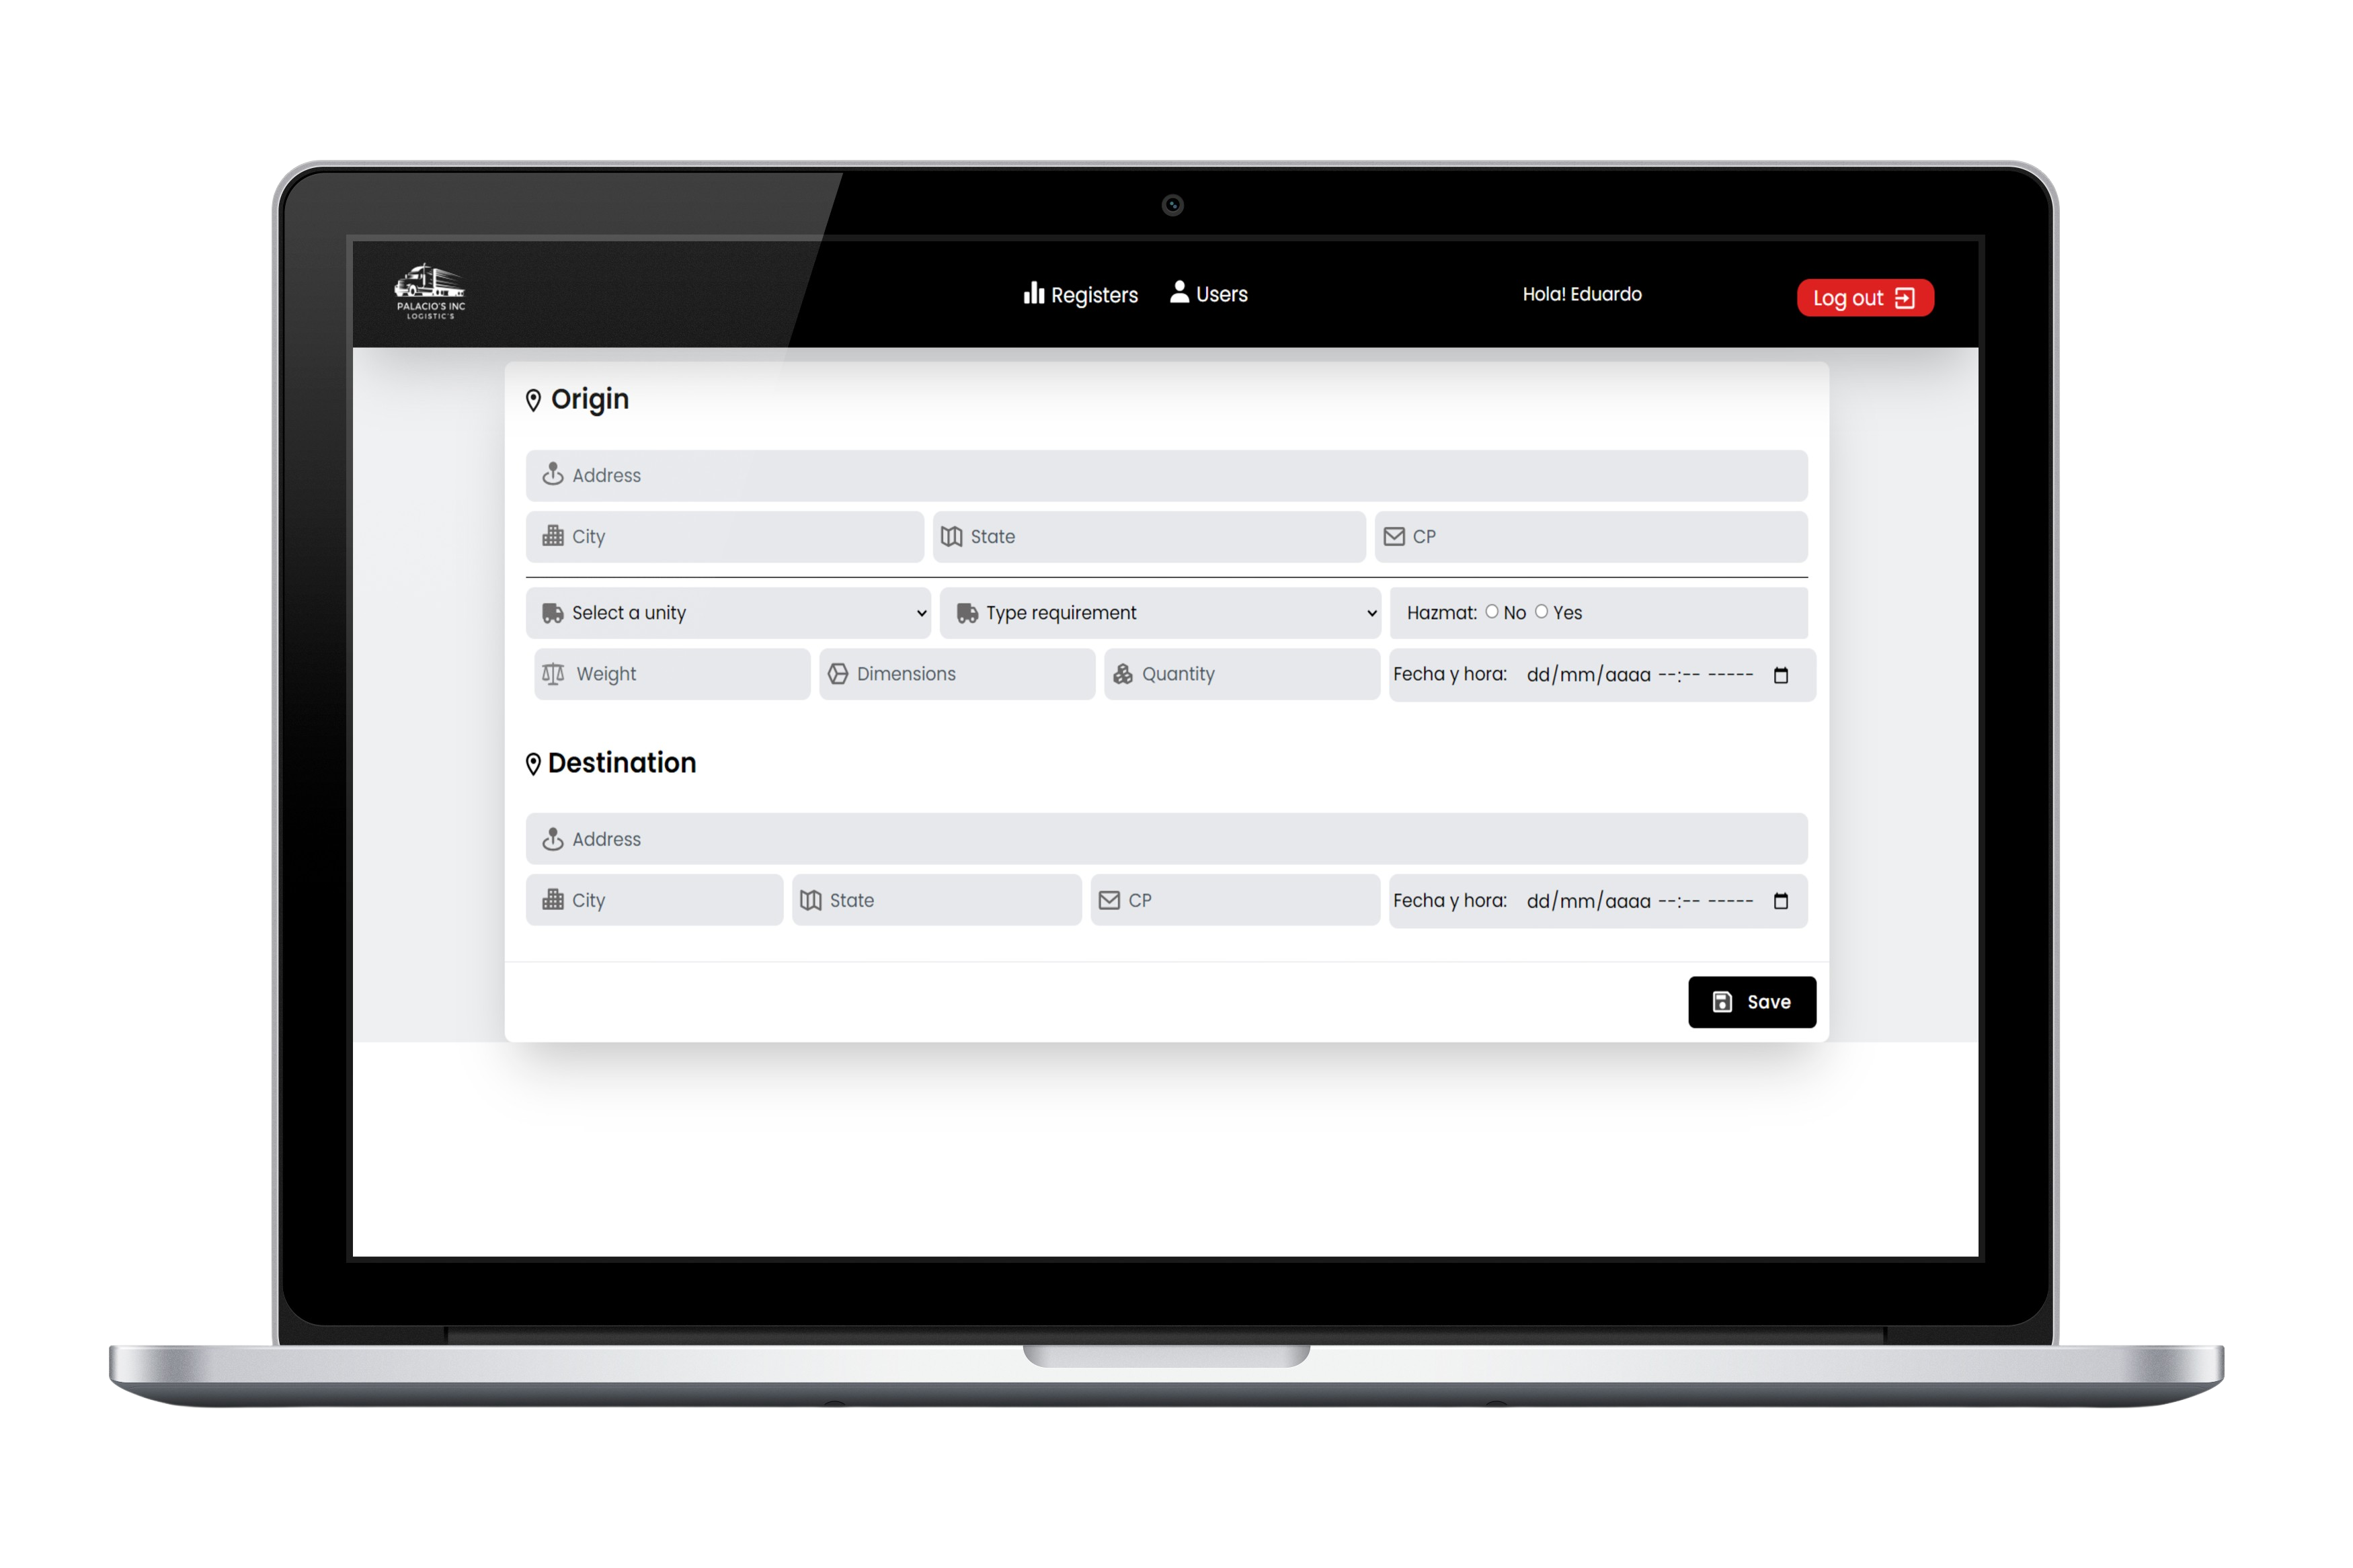 PALACIO'S INC
LOGISTIC'S
Registers
Users
Hola! Eduardo
Log out
Origin
Address
City
State
CP
Select a unity
Type requirement
Hazmat: No Yes
Weight
Dimensions
Quantity
Fecha y hora: dd/mm/aaaa --:-- -----
Destination
Address
City
State
CP
Fecha y hora: dd/mm/aaaa --:-- -----
Save